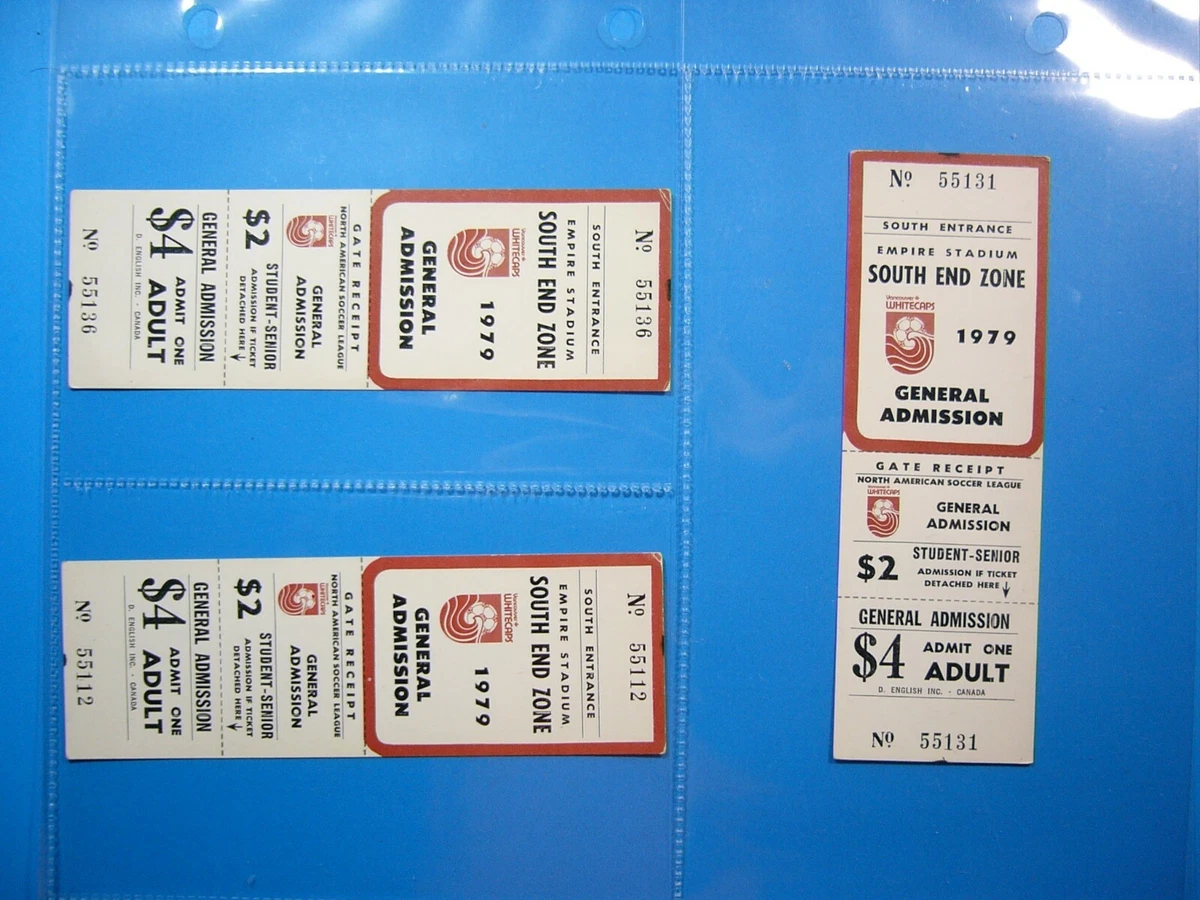 Nº 55136
SOUTH ENTRANCE
EMPIRE STADIUM
SOUTH END ZONE
Vancouver
WHITECAPS
1979
GENERAL
ADMISSION
GATE RECEIPT
NORTH AMERICAN SOCCER LEAGUE
Vancouver
WHITECAPS
GENERAL
ADMISSION
$2 STUDENT-SENIOR
ADMISSION IF TICKET
DETACHED HERE
GENERAL ADMISSION
$4 ADMIT ONE
ADULT
D. ENGLISH INC. - CANADA
Nº 55136
Nº 55112
SOUTH ENTRANCE
EMPIRE STADIUM
SOUTH END ZONE
Vancouver
WHITECAPS
1979
GENERAL
ADMISSION
GATE RECEIPT
NORTH AMERICAN SOCCER LEAGUE
Vancouver
WHITECAPS
GENERAL
ADMISSION
$2 STUDENT-SENIOR
ADMISSION IF TICKET
DETACHED HERE
GENERAL ADMISSION
$4 ADMIT ONE
ADULT
D. ENGLISH INC. - CANADA
Nº 55112
Nº 55131
SOUTH ENTRANCE
EMPIRE STADIUM
SOUTH END ZONE
Vancouver
WHITECAPS
1979
GENERAL
ADMISSION
GATE RECEIPT
NORTH AMERICAN SOCCER LEAGUE
Vancouver
WHITECAPS
GENERAL
ADMISSION
$2 STUDENT-SENIOR
ADMISSION IF TICKET
DETACHED HERE
GENERAL ADMISSION
$4 ADMIT ONE
ADULT
D. ENGLISH INC. - CANADA
Nº 55131